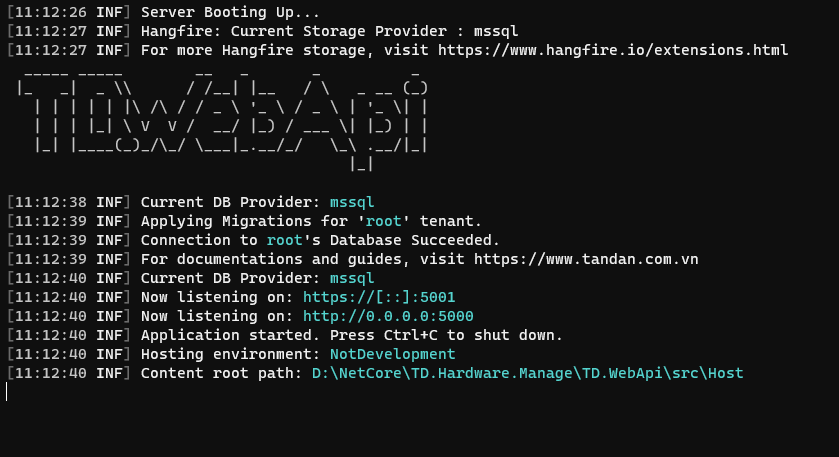 [11:12:26 INF] Server Booting Up...
[11:12:27 INF] Hangfire: Current Storage Provider : mssql
[11:12:27 INF] For more Hangfire storage, visit https://www.hangfire.io/extensions.html
TD.WebApi
[11:12:38 INF] Current DB Provider: mssql
[11:12:39 INF] Applying Migrations for 'root' tenant.
[11:12:39 INF] Connection to root's Database Succeeded.
[11:12:39 INF] For documentations and guides, visit https://www.tandan.com.vn
[11:12:40 INF] Current DB Provider: mssql
[11:12:40 INF] Now listening on: https://[::]:5001
[11:12:40 INF] Now listening on: http://0.0.0.0:5000
[11:12:40 INF] Application started. Press Ctrl+C to shut down.
[11:12:40 INF] Hosting environment: NotDevelopment
[11:12:40 INF] Content root path: D:\NetCore\TD.Hardware.Manage\TD.WebApi\src\Host